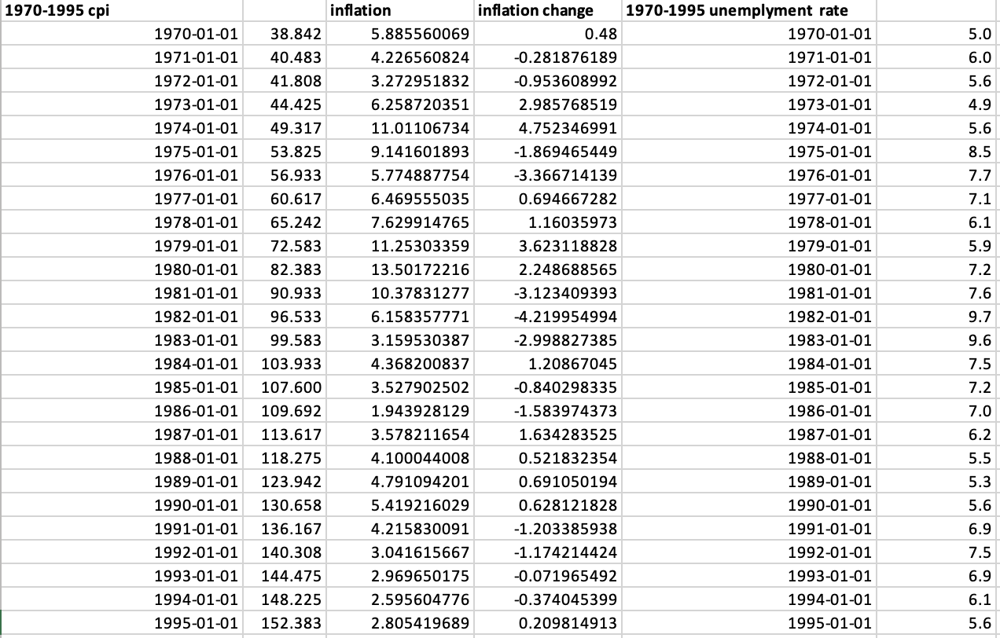 1970-1995 cpi inflation inflation change 1970-1995 unemplyment rate
1970-01-01 38.842 5.885560069 0.48 1970-01-01 5.0
1971-01-01 40.483 4.226560824 -0.281876189 1971-01-01 6.0
1972-01-01 41.808 3.272951832 -0.953608992 1972-01-01 5.6
1973-01-01 44.425 6.258720351 2.985768519 1973-01-01 4.9
1974-01-01 49.317 11.01106734 4.752346991 1974-01-01 5.6
1975-01-01 53.825 9.141601893 -1.869465449 1975-01-01 8.5
1976-01-01 56.933 5.774887754 -3.366714139 1976-01-01 7.7
1977-01-01 60.617 6.469555035 0.694667282 1977-01-01 7.1
1978-01-01 65.242 7.629914765 1.16035973 1978-01-01 6.1
1979-01-01 72.583 11.25303359 3.623118828 1979-01-01 5.9
1980-01-01 82.383 13.50172216 2.248688565 1980-01-01 7.2
1981-01-01 90.933 10.37831277 -3.123409393 1981-01-01 7.6
1982-01-01 96.533 6.158357771 -4.219954994 1982-01-01 9.7
1983-01-01 99.583 3.159530387 -2.998827385 1983-01-01 9.6
1984-01-01 103.933 4.368200837 1.20867045 1984-01-01 7.5
1985-01-01 107.600 3.527902502 -0.840298335 1985-01-01 7.2
1986-01-01 109.692 1.943928129 -1.583974373 1986-01-01 7.0
1987-01-01 113.617 3.578211654 1.634283525 1987-01-01 6.2
1988-01-01 118.275 4.100044008 0.521832354 1988-01-01 5.5
1989-01-01 123.942 4.791094201 0.691050194 1989-01-01 5.3
1990-01-01 130.658 5.419216029 0.628121828 1990-01-01 5.6
1991-01-01 136.167 4.215830091 -1.203385938 1991-01-01 6.9
1992-01-01 140.308 3.041615667 -1.174214424 1992-01-01 7.5
1993-01-01 144.475 2.969650175 -0.071965492 1993-01-01 6.9
1994-01-01 148.225 2.595604776 -0.374045399 1994-01-01 6.1
1995-01-01 152.383 2.805419689 0.209814913 1995-01-01 5.6